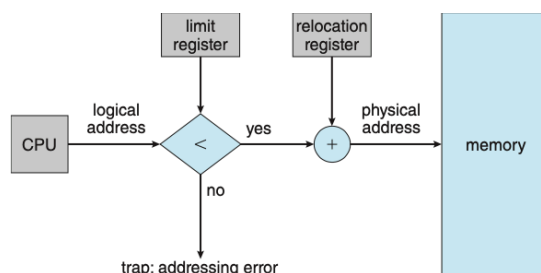 limit
register
relocation
register
logical
address
physical
address
CPU
<
yes
+
memory
no
trap: addressing error